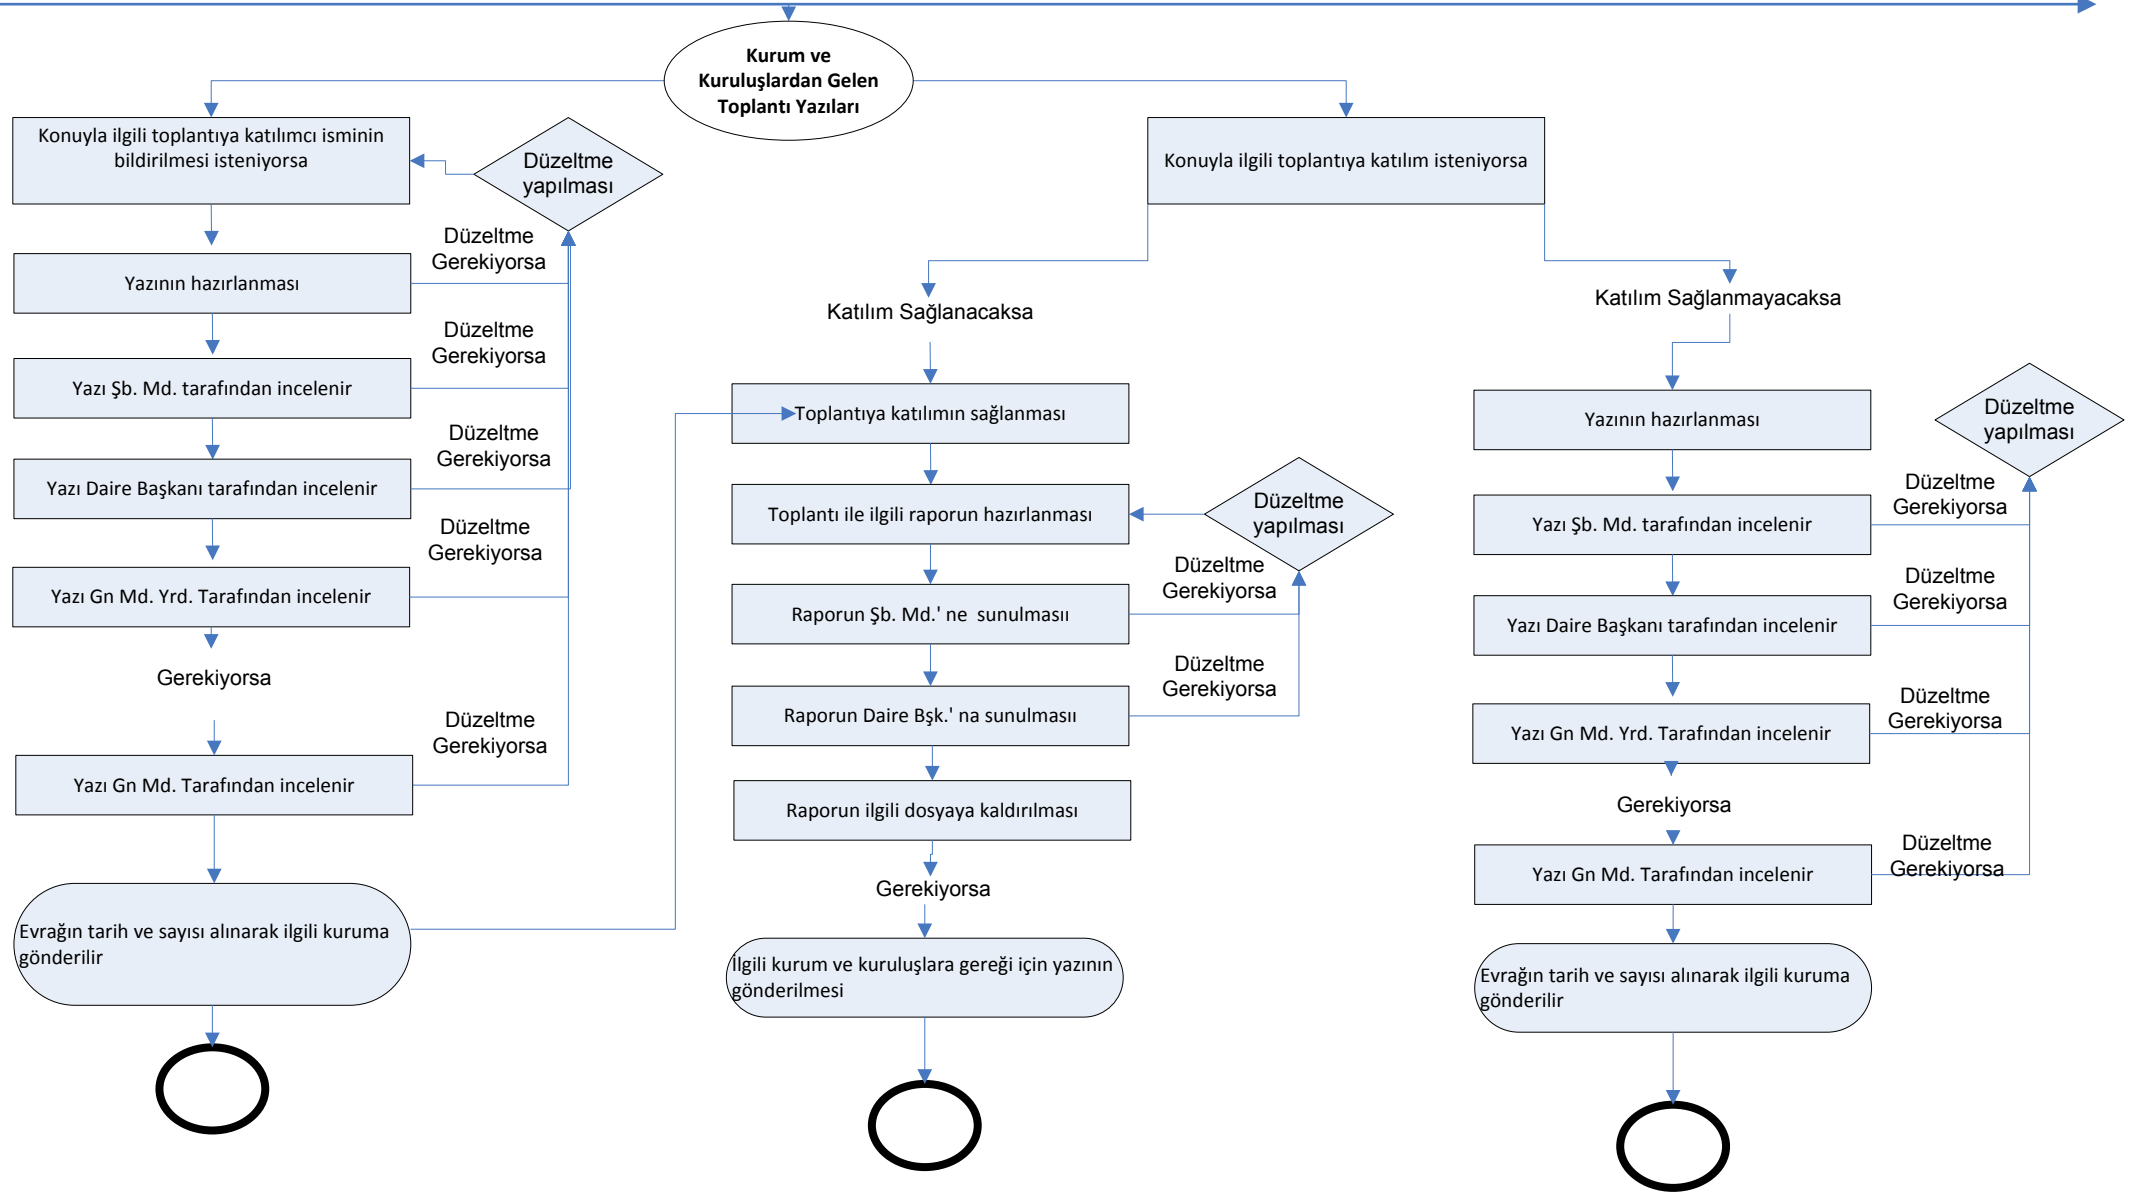 Kurum ve
Kuruluşlardan Gelen
Toplantı Yazıları
Konuyla ilgili toplantıya katılımcı isminin
bildirilmesi isteniyorsa
Düzeltme
yapılması
Düzeltme
Gerekiyorsa
Yazının hazırlanması
Düzeltme
Gerekiyorsa
Yazı Şb. Md. tarafından incelenir
Düzeltme
Gerekiyorsa
Yazı Daire Başkanı tarafından incelenir
Düzeltme
Gerekiyorsa
Yazı Gn Md. Yrd. Tarafından incelenir
Gerekiyorsa
Düzeltme
Gerekiyorsa
Yazı Gn Md. Tarafından incelenir
Evrağın tarih ve sayısı alınarak ilgili kuruma
gönderilir
Konuyla ilgili toplantıya katılım isteniyorsa
Katılım Sağlanacaksa
Toplantıya katılımın sağlanması
Toplantı ile ilgili raporun hazırlanması
Düzeltme
yapılması
Düzeltme
Gerekiyorsa
Raporun Şb. Md.' ne  sunulmasıı
Düzeltme
Gerekiyorsa
Raporun Daire Bşk.' na sunulmasıı
Raporun ilgili dosyaya kaldırılması
Gerekiyorsa
İlgili kurum ve kuruluşlara gereği için yazının
gönderilmesi
Katılım Sağlanmayacaksa
Yazının hazırlanması
Düzeltme
yapılması
Düzeltme
Gerekiyorsa
Yazı Şb. Md. tarafından incelenir
Düzeltme
Gerekiyorsa
Yazı Daire Başkanı tarafından incelenir
Düzeltme
Gerekiyorsa
Yazı Gn Md. Yrd. Tarafından incelenir
Gerekiyorsa
Düzeltme
Gerekiyorsa
Yazı Gn Md. Tarafından incelenir
Evrağın tarih ve sayısı alınarak ilgili kuruma
gönderilir